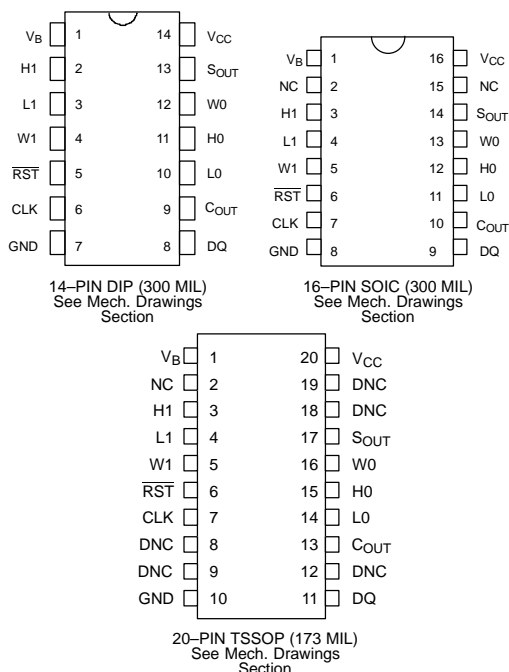 VB 1 14 VCC
H1 2 13 SOUT
L1 3 12 W0
W1 4 11 H0
RST 5 10 L0
CLK 6 9 COUT
GND 7 8 DQ
14–PIN DIP (300 MIL)
See Mech. Drawings
Section
VB 1 16 VCC
NC 2 15 NC
H1 3 14 SOUT
L1 4 13 W0
W1 5 12 H0
RST 6 11 L0
CLK 7 10 COUT
GND 8 9 DQ
16–PIN SOIC (300 MIL)
See Mech. Drawings
Section
VB 1 20 VCC
NC 2 19 DNC
H1 3 18 DNC
L1 4 17 SOUT
W1 5 16 W0
RST 6 15 H0
CLK 7 14 L0
DNC 8 13 COUT
DNC 9 12 DNC
GND 10 11 DQ
20–PIN TSSOP (173 MIL)
See Mech. Drawings
Section